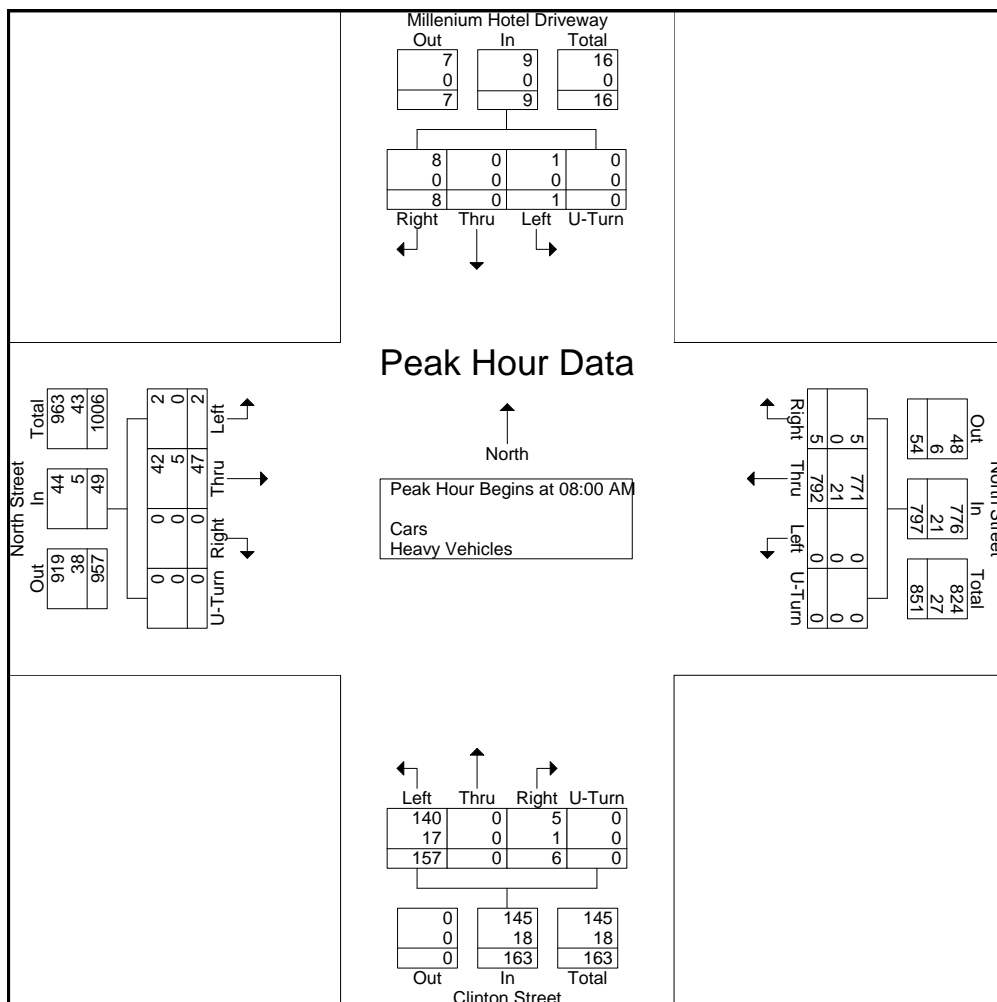 Millenium Hotel Driveway
Out In Total
7 9 16
0 0 0
7 9 16
8 0 1 0
0 0 0 0
8 0 1 0
Right Thru Left U-Turn
Peak Hour Data
North
Peak Hour Begins at 08:00 AM
Cars
Heavy Vehicles
North Street
Out In Total
919 44 963
38 5 43
957 49 1006
U-Turn Right Thru Left
0 0 42 2
0 0 5 0
0 0 47 2
North Street
Out In Total
48 776 824
6 21 27
54 797 851
5 771 0 0
0 21 0 0
5 792 0 0
Right Thru Left U-Turn
Left Thru Right U-Turn
140 0 5 0
17 0 1 0
157 0 6 0
0 145 145
0 18 18
0 163 163
Out In Total
Clinton Street